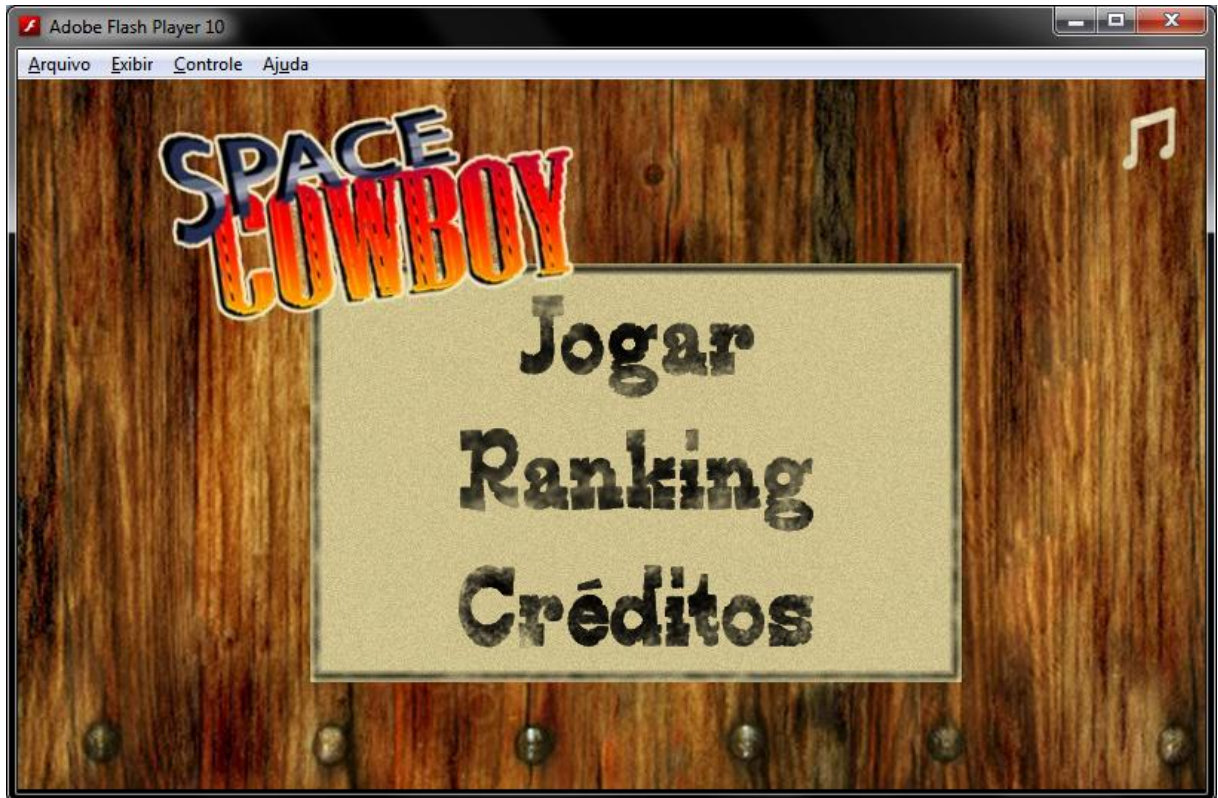 Adobe Flash Player 10
Arquivo Exibir Controle Ajuda
SPACE
COWBOY
Jogar
Ranking
Créditos